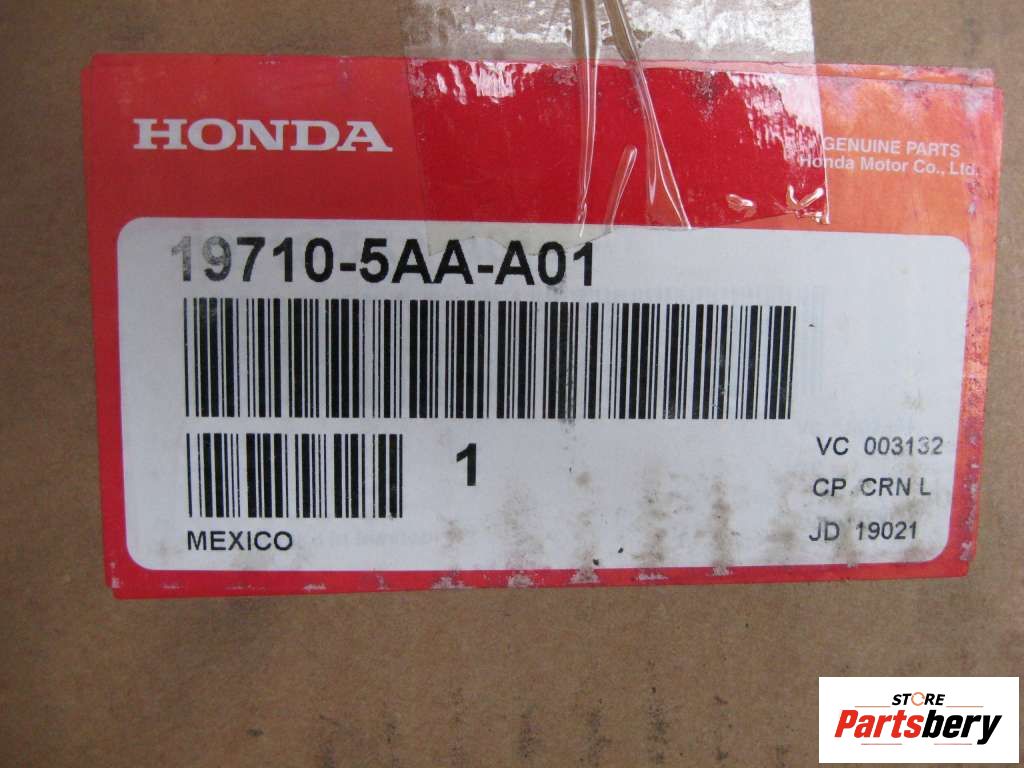 HONDA
GENUINE PARTS
Honda Motor Co., Ltd.
19710-5AA-A01
1
VC 003132
CP CRN L
JD 19021
MEXICO
STORE
Partsbery